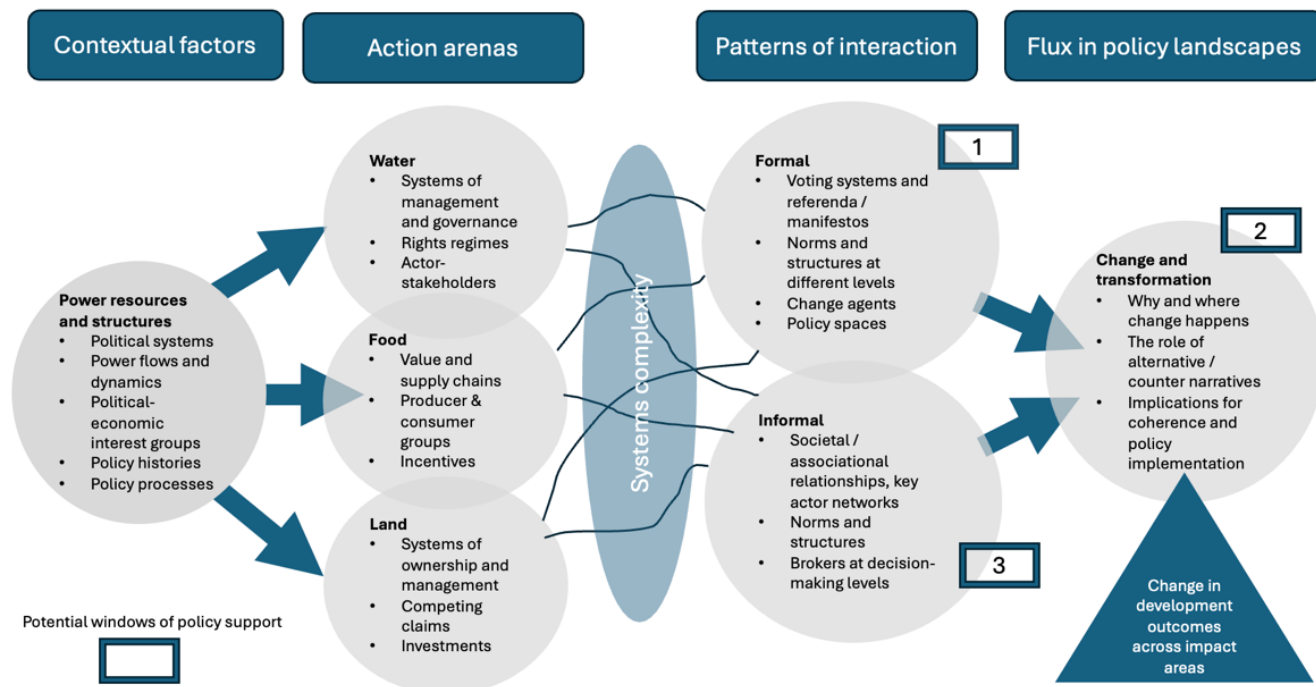 Contextual factors
Action arenas
Patterns of interaction
Flux in policy landscapes
Power resources
and structures
• Political systems
• Power flows and
dynamics
• Political-
economic
interest groups
• Policy histories
• Policy processes
Potential windows of policy support
Water
• Systems of
management
and governance
• Rights regimes
• Actor-
stakeholders
Food
• Value and
supply chains
• Producer &
consumer
groups
• Incentives
Land
• Systems of
ownership and
management
• Competing
claims
• Investments
Systems complexity
1
Formal
• Voting systems and
referenda /
manifestos
• Norms and
structures at
different levels
• Change agents
• Policy spaces
Informal
• Societal /
associational
relationships, key
actor networks
• Norms and
structures
• Brokers at decision-
making levels
3
2
Change and
transformation
• Why and where
change happens
• The role of
alternative /
counter narratives
• Implications for
coherence and
policy
implementation
Change in
development
outcomes
across impact
areas